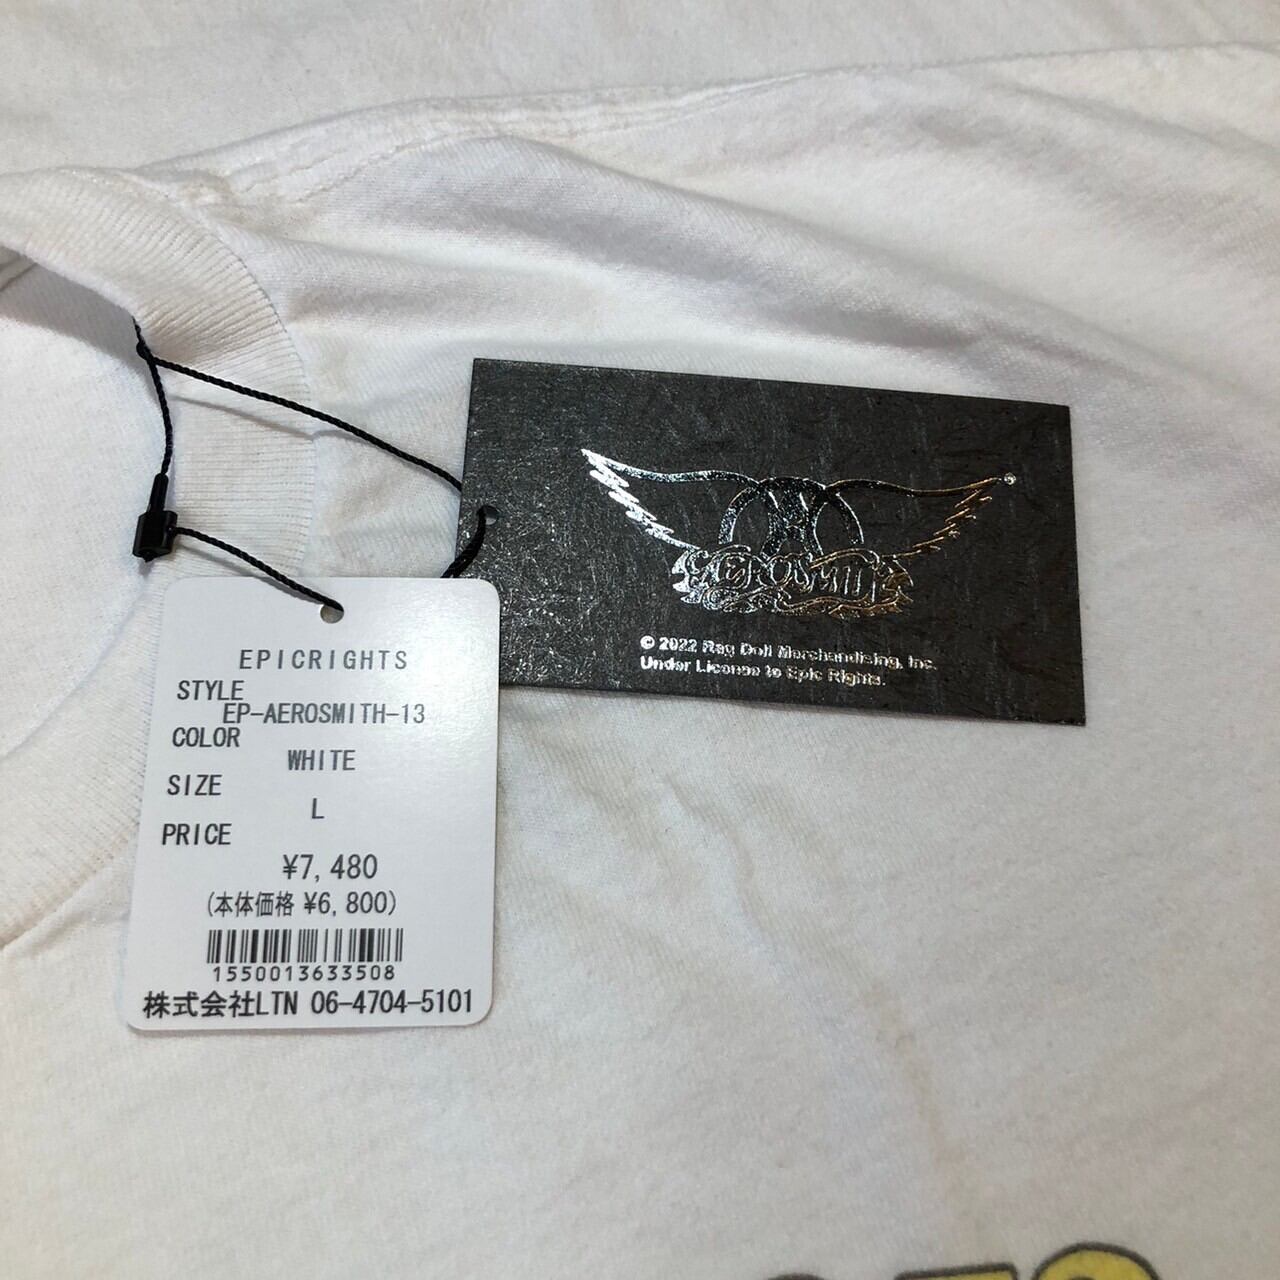 EPICRIGHTS
STYLE
EP-AEROSMITH-13
COLOR
WHITE
SIZE
L
PRICE
¥7,480
(本体価格 ¥6,800)
1550013633508
株式会社LTN 06-4704-5101
AEROSMITH
© 2022 Rag Doll Merchandising, Inc.
Under License to Epic Rights.